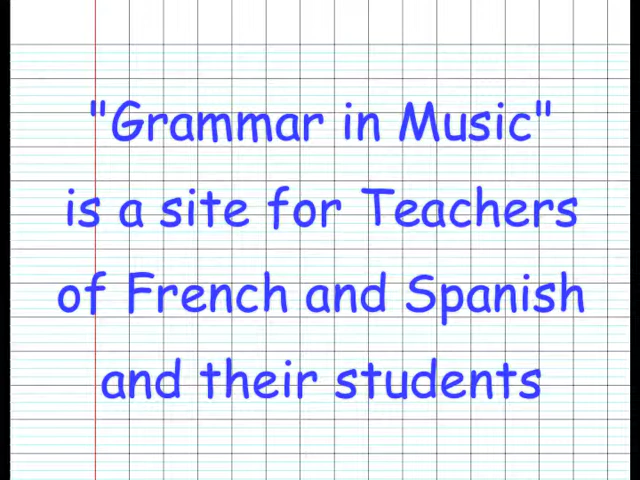 "Grammar in Music"
is a site for Teachers
of French and Spanish
and their students